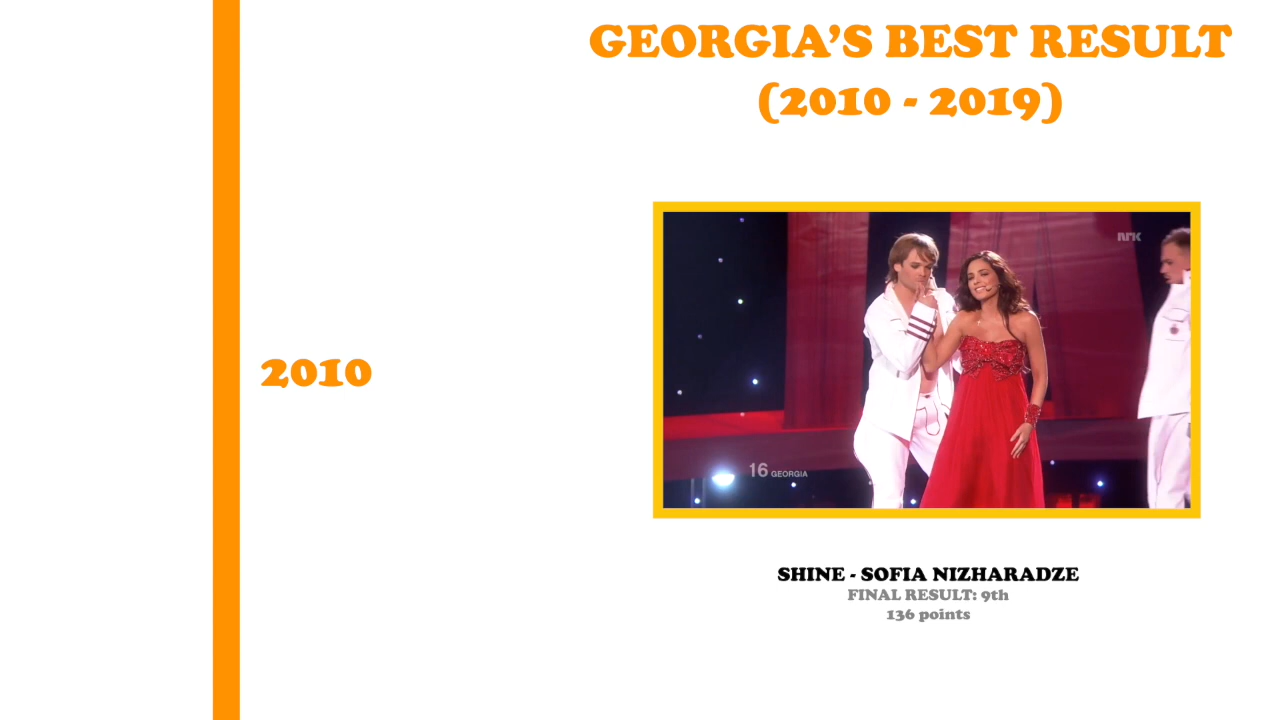 GEORGIA’S BEST RESULT
(2010 - 2019)
NRK
2010
16 GEORGIA
SHINE - SOFIA NIZHARADZE
FINAL RESULT: 9th
136 points